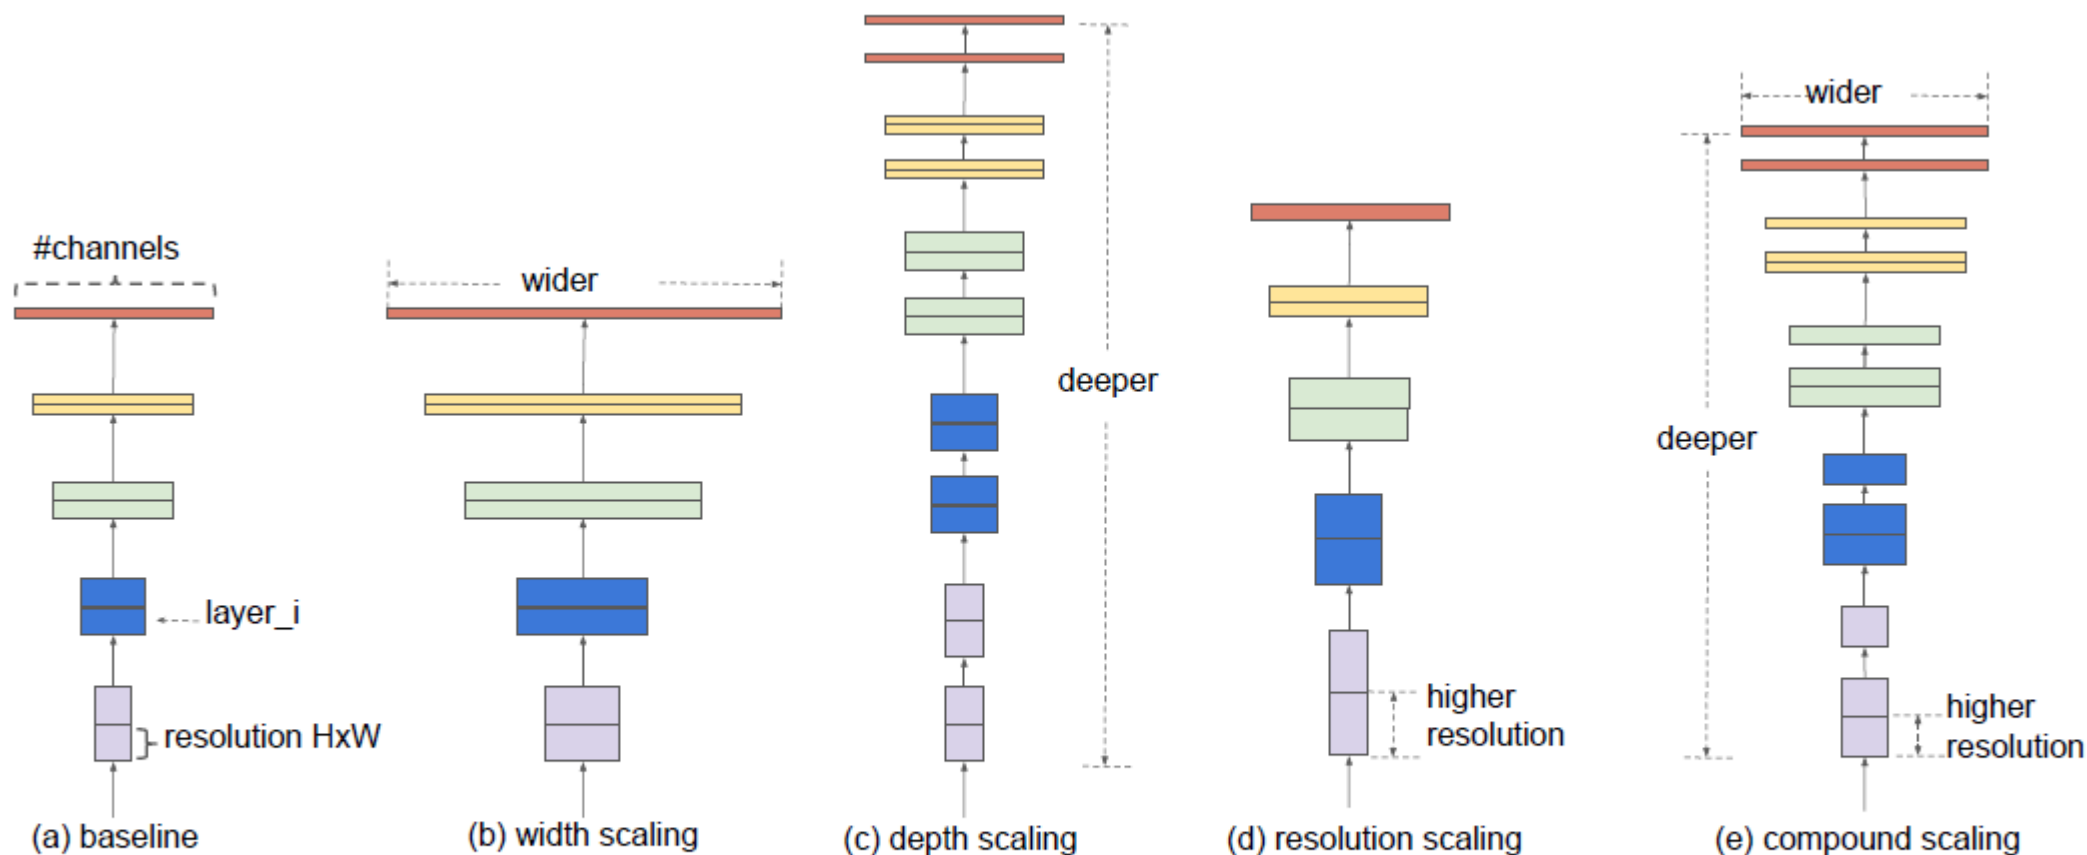 #channels
layer_i
resolution HxW
(a) baseline
wider
(b) width scaling
deeper
(c) depth scaling
higher
resolution
(d) resolution scaling
wider
deeper
higher
resolution
(e) compound scaling